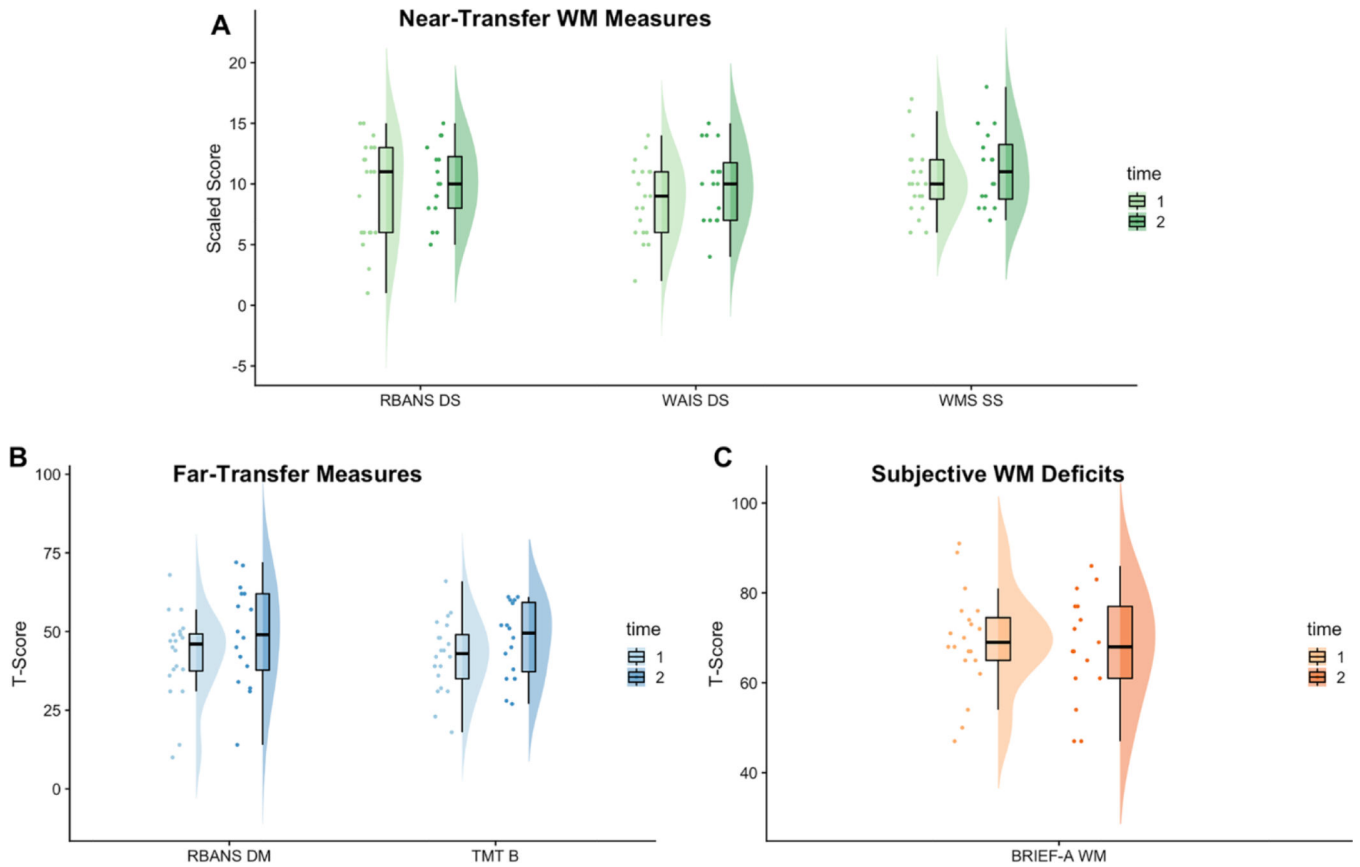 A
Near-Transfer WM Measures
20
15
10
5
0
-5
Scaled Score
RBANS DS
WAIS DS
WMS SS
time
1
2
B
Far-Transfer Measures
100
75
50
25
0
T-Score
RBANS DM
TMT B
time
1
2
C
Subjective WM Deficits
100
80
60
40
T-Score
BRIEF-A WM
time
1
2